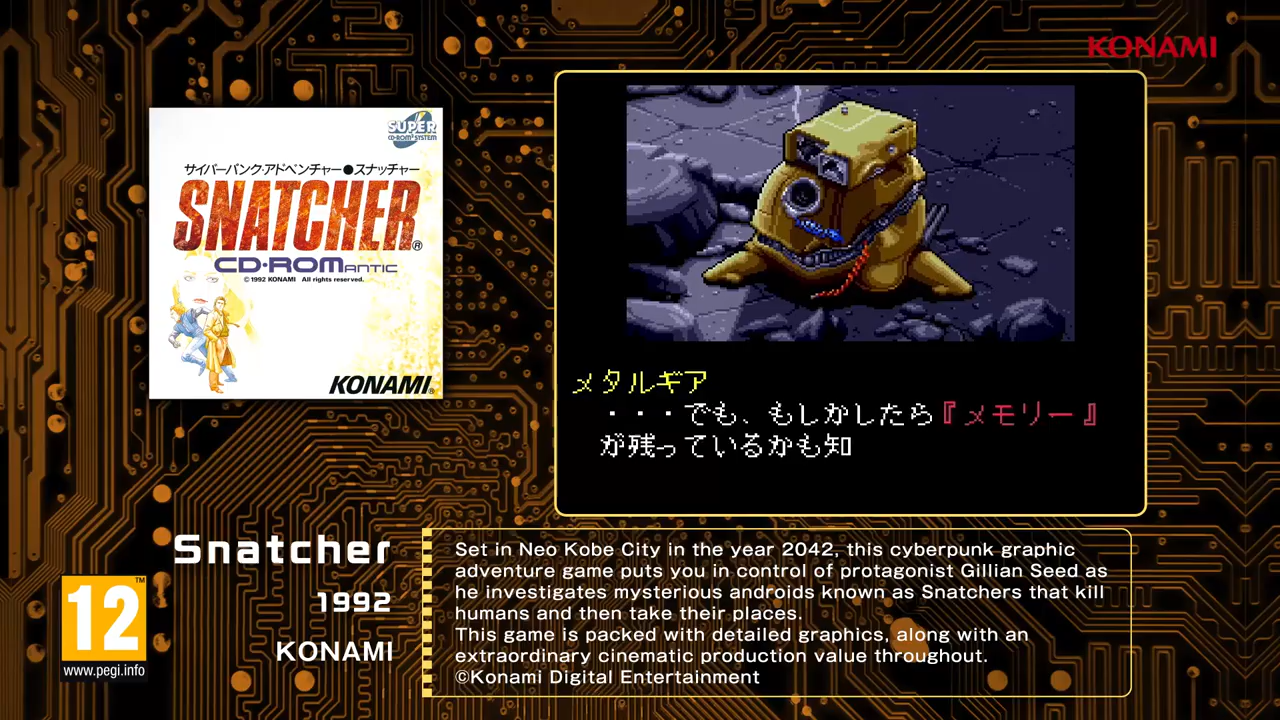 KONAMI
SUPER
CD-ROM² SYSTEM
サイバーパンク・アドベンチャー●スナッチャー
SNATCHER®
CD・ROMANTIC
© 1992 KONAMI All rights reserved.
KONAMI®
メタルギア
・・・でも、もしかしたら『メモリー』
が残っているかも知
Snatcher
1992
KONAMI
12™
www.pegi.info
Set in Neo Kobe City in the year 2042, this cyberpunk graphic
adventure game puts you in control of protagonist Gillian Seed as
he investigates mysterious androids known as Snatchers that kill
humans and then take their places.
This game is packed with detailed graphics, along with an
extraordinary cinematic production value throughout.
©Konami Digital Entertainment